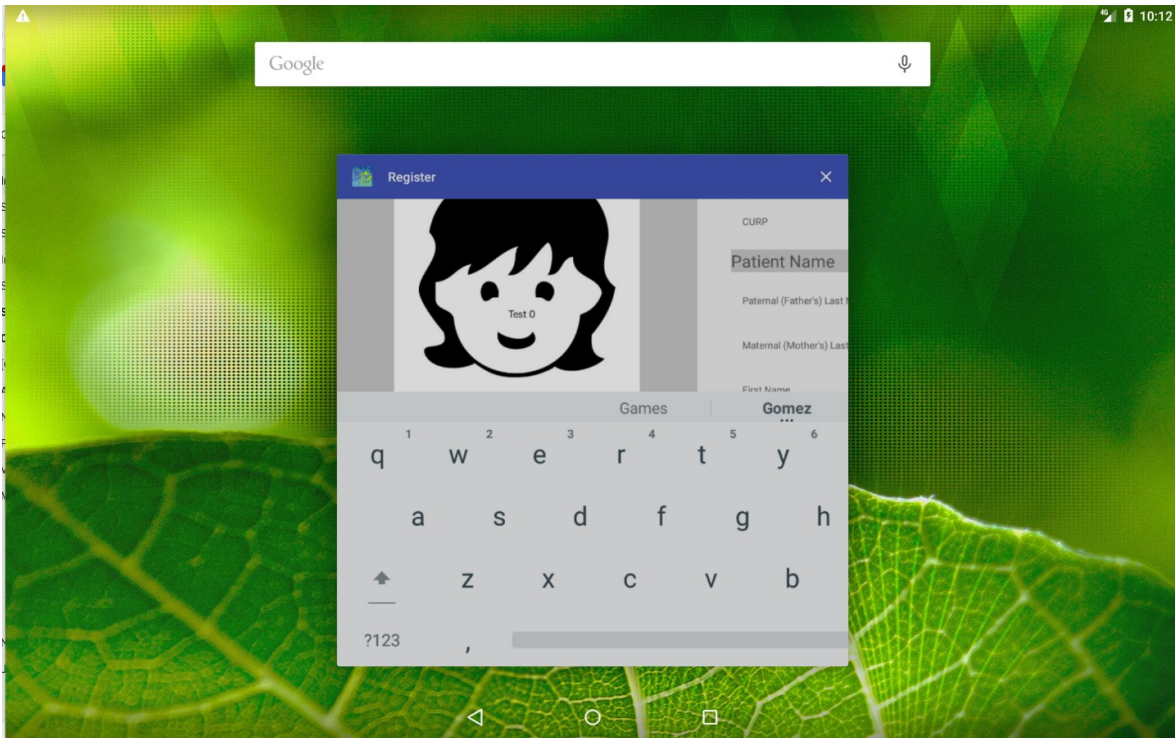 4G 10:12
Google
Register
CURP
Patient Name
Test 0
Paternal (Father's) Last
Maternal (Mother's) Last
First Name
Games Gomez
1 2 3 4 5 6
q w e r t y
a s d f g h
z x c v b
?123 ,